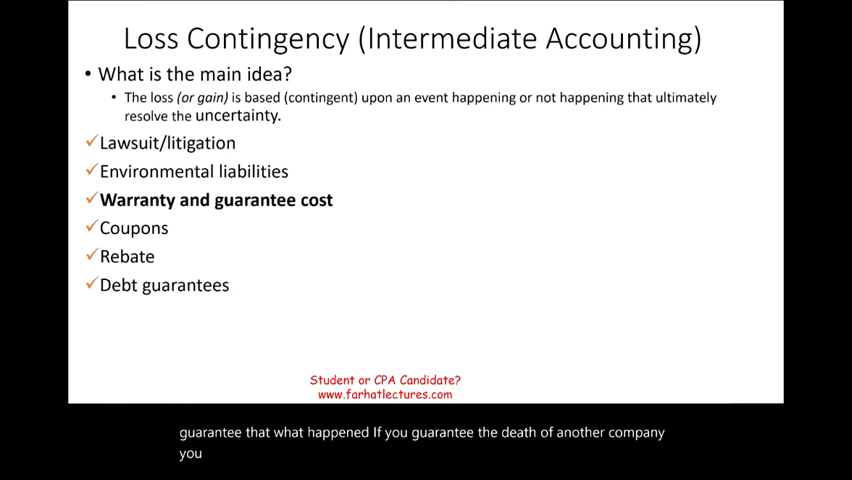 Loss Contingency (Intermediate Accounting)
• What is the main idea?
• The loss (or gain) is based (contingent) upon an event happening or not happening that ultimately
resolve the uncertainty.
✓Lawsuit/litigation
✓Environmental liabilities
✓Warranty and guarantee cost
✓Coupons
✓Rebate
✓Debt guarantees
Student or CPA Candidate?
www.farhatlectures.com
guarantee that what happened If you guarantee the death of another company
you